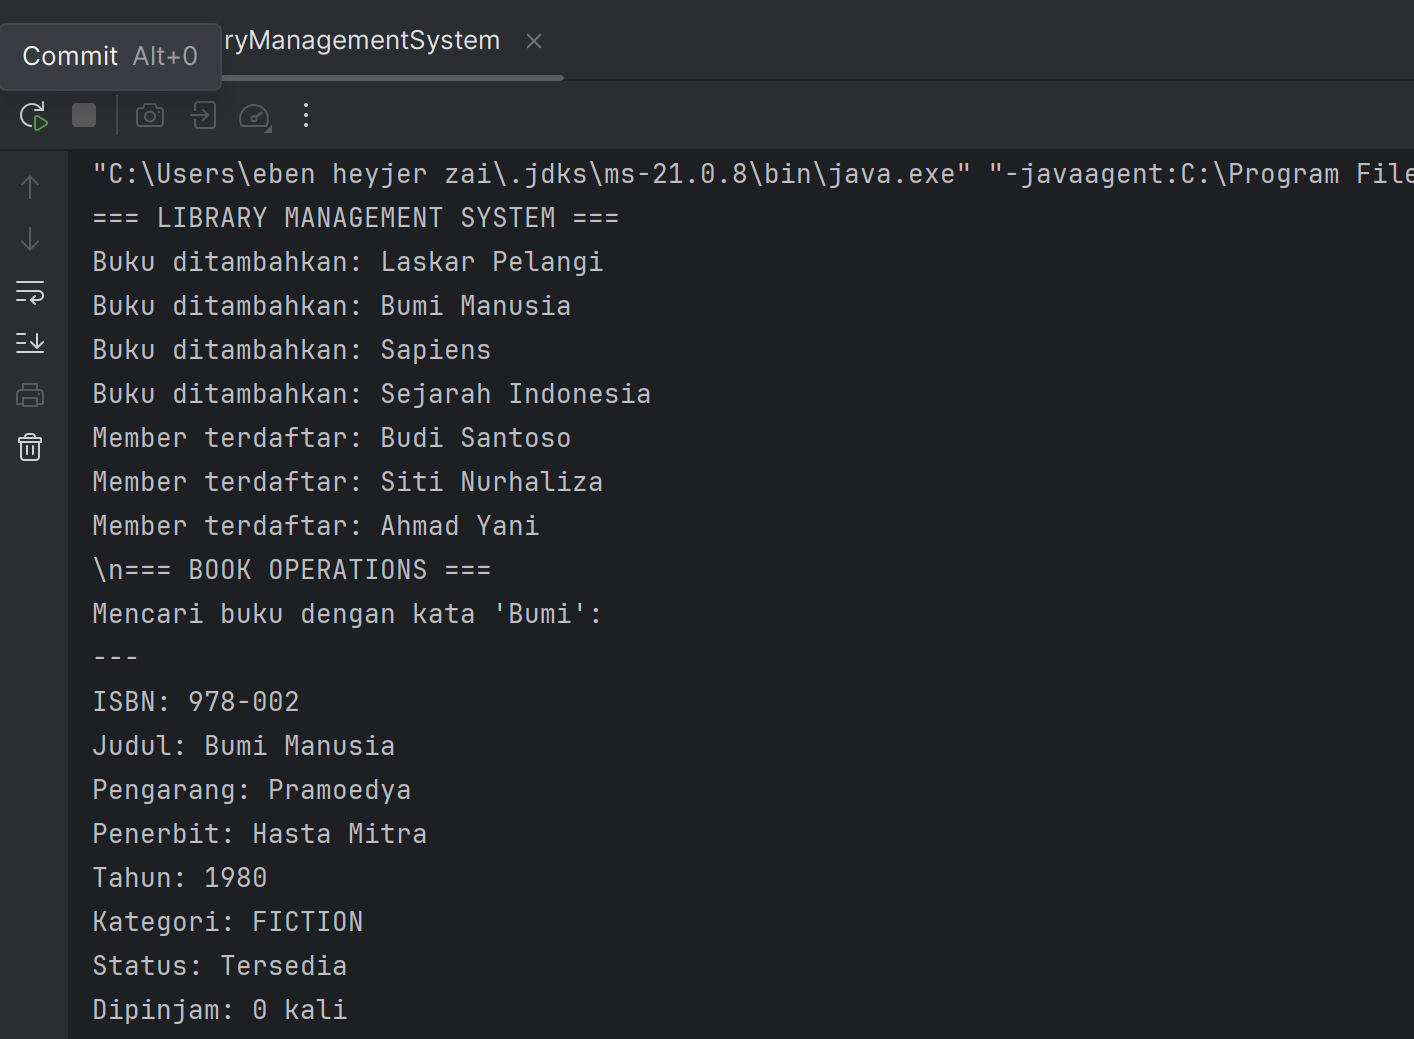 Commit Alt+0
ryManagementSystem
"C:\Users\eben heyjer zai\.jdks\ms-21.0.8\bin\java.exe" "-javaagent:C:\Program File
=== LIBRARY MANAGEMENT SYSTEM ===
Buku ditambahkan: Laskar Pelangi
Buku ditambahkan: Bumi Manusia
Buku ditambahkan: Sapiens
Buku ditambahkan: Sejarah Indonesia
Member terdaftar: Budi Santoso
Member terdaftar: Siti Nurhaliza
Member terdaftar: Ahmad Yani
\n=== BOOK OPERATIONS ===
Mencari buku dengan kata 'Bumi':
---
ISBN: 978-002
Judul: Bumi Manusia
Pengarang: Pramoedya
Penerbit: Hasta Mitra
Tahun: 1980
Kategori: FICTION
Status: Tersedia
Dipinjam: 0 kali